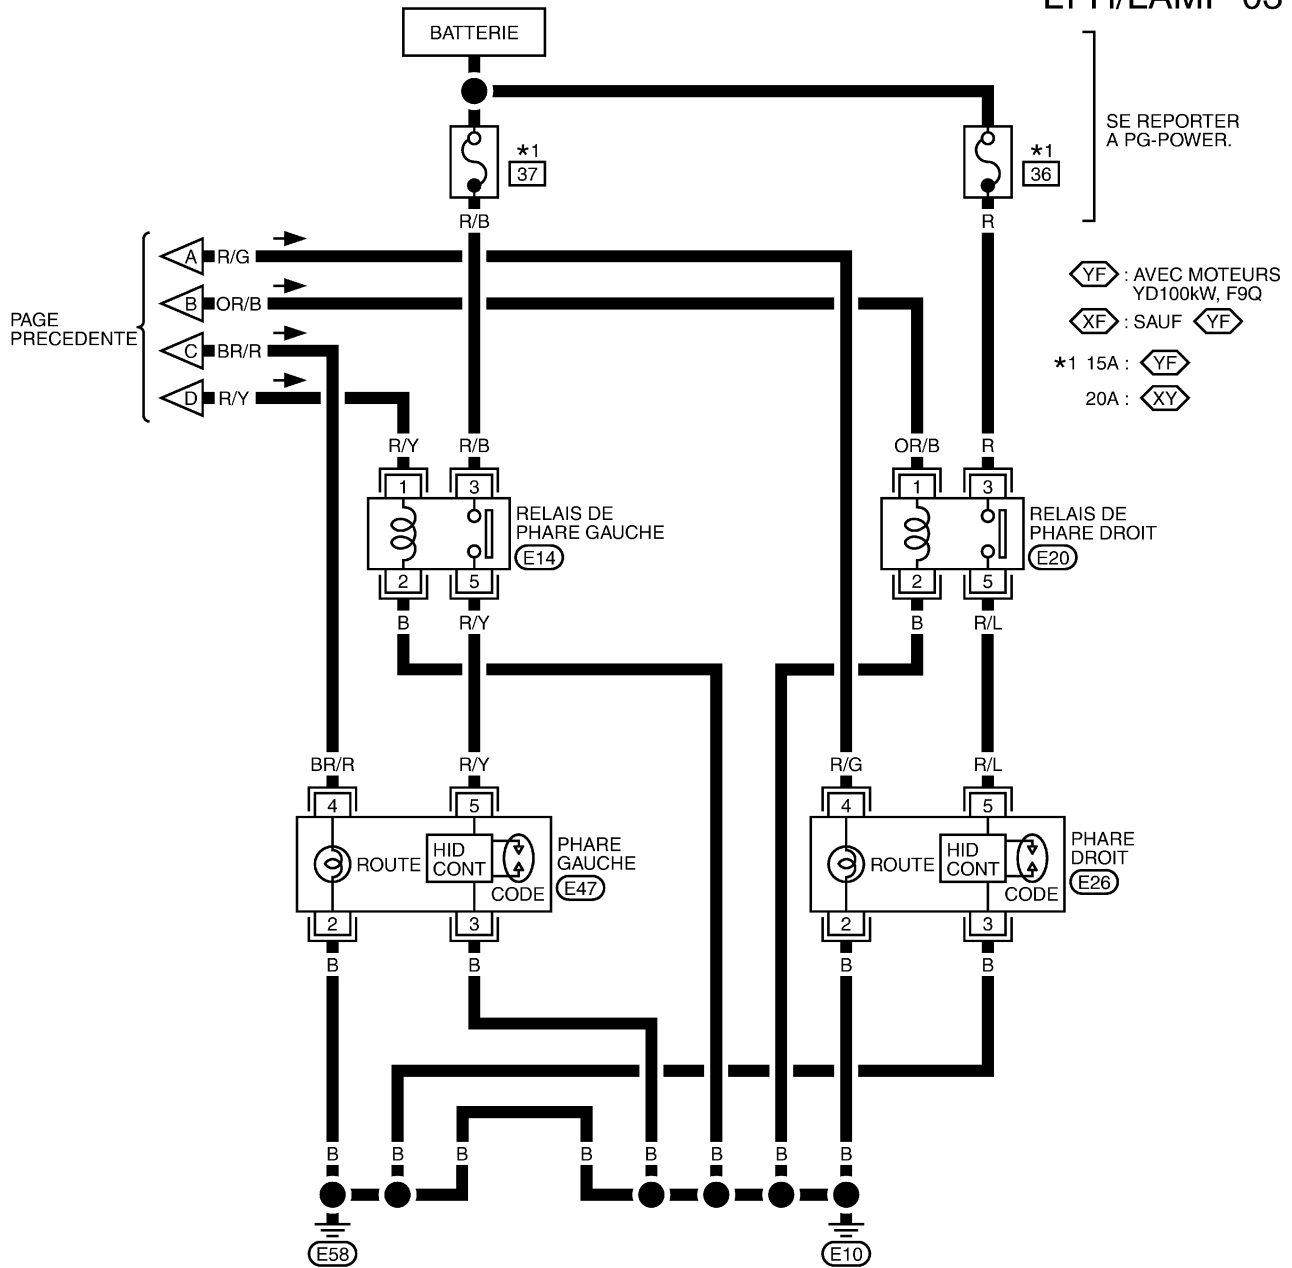 BATTERIE
SE REPORTER
A PG-POWER.
*1
37
*1
36
R/B
R
PAGE
PRECEDENTE
A R/G
B OR/B
C BR/R
D R/Y
YF : AVEC MOTEURS
YD100kW, F9Q
XF : SAUF YF
*1 15A : YF
20A : XY
R/Y
R/B
OR/B
R
1
3
1
3
RELAIS DE
PHARE GAUCHE
E14
RELAIS DE
PHARE DROIT
E20
2
5
2
5
B
R/Y
B
R/L
BR/R
R/Y
R/G
R/L
4
5
4
5
ROUTE
HID
CONT
CODE
PHARE
GAUCHE
E47
ROUTE
HID
CONT
CODE
PHARE
DROIT
E26
2
3
2
3
B
B
B
B
B
B
B
B
B
B
B
B
E58
E10